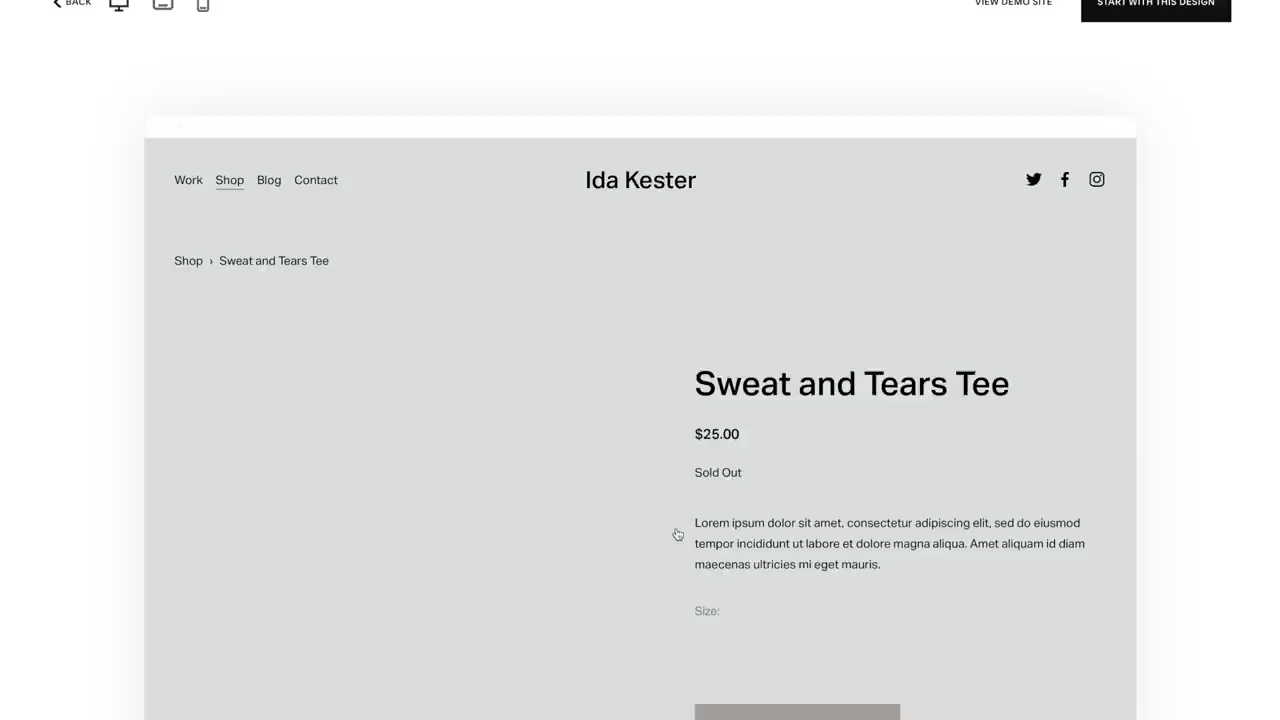 BACK
VIEW DEMO SITE
START WITH THIS DESIGN
Work Shop Blog Contact
Ida Kester
Shop › Sweat and Tears Tee
Sweat and Tears Tee
$25.00
Sold Out
Lorem ipsum dolor sit amet, consectetur adipiscing elit, sed do eiusmod
tempor incididunt ut labore et dolore magna aliqua. Amet aliquam id diam
maecenas ultricies mi eget mauris.
Size: